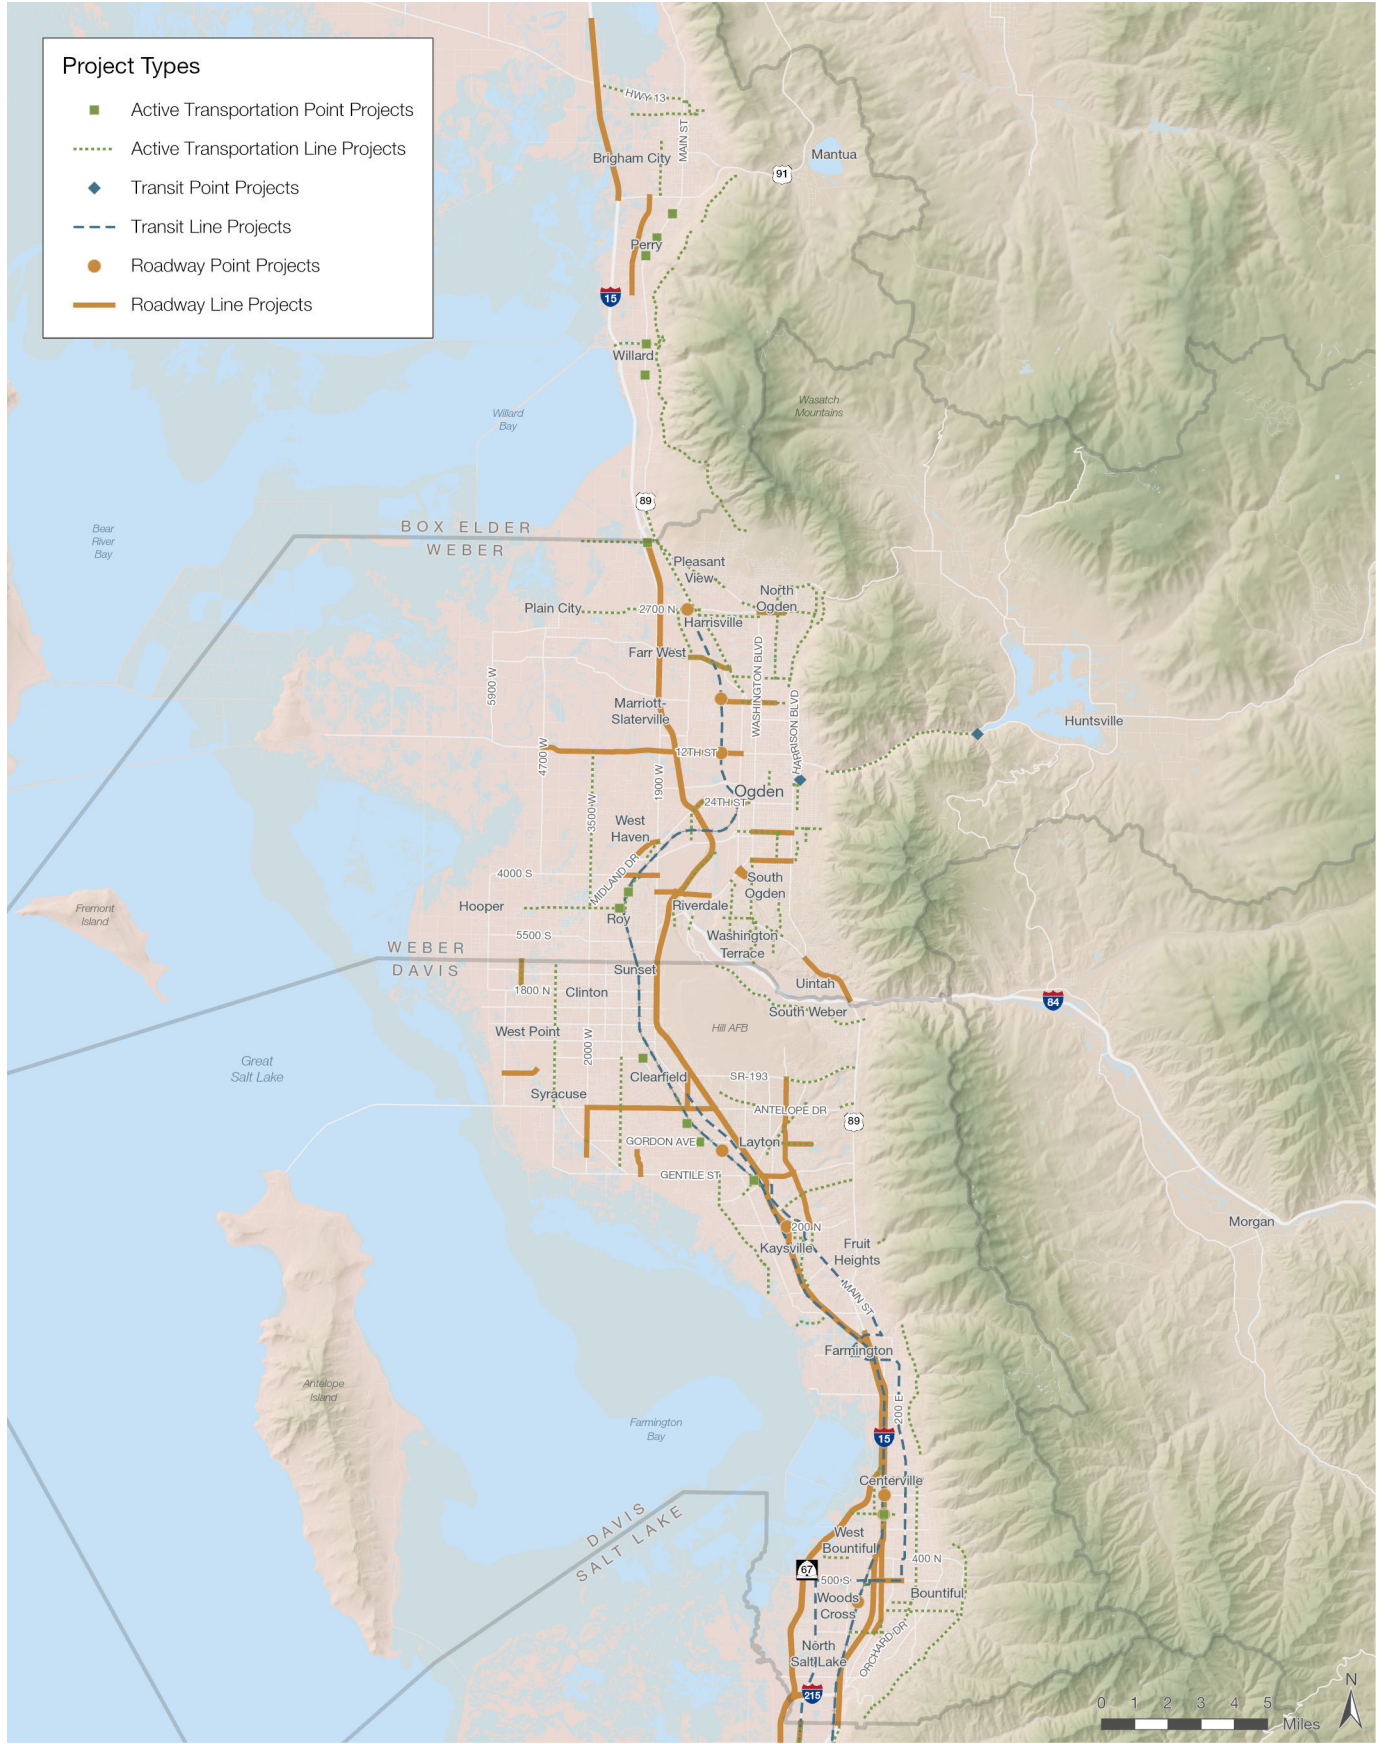 Project Types
Active Transportation Point Projects
Active Transportation Line Projects
Transit Point Projects
Transit Line Projects
Roadway Point Projects
Roadway Line Projects
HWY 13
MAIN ST
Brigham City
91
Mantua
Perry
15
Willard
Wasatch
Mountains
Willard
Bay
89
Bear
River
Bay
BOX ELDER
WEBER
Pleasant
View
North
Ogden
Plain City
2700 N
Harrisville
Farr West
WASHINGTON BLVD
5900 W
Marriott-
Slaterville
HARRISON BLVD
Huntsville
4700 W
12TH ST
1900 W
Ogden
24TH ST
3500 W
West
Haven
MIDLAND DR
4000 S
South
Ogden
Hooper
Riverdale
Fremont
Island
Roy
5500 S
Washington
Terrace
WEBER
DAVIS
Sunset
Uintah
1800 N
Clinton
84
South Weber
West Point
Hill AFB
2000 W
Great
Salt Lake
Clearfield
SR-193
Syracuse
ANTELOPE DR
89
GORDON AVE
Layton
GENTILE ST
200 N
Morgan
Kaysville
Fruit
Heights
MAIN ST
Farmington
Antelope
Island
200 E
Farmington
Bay
15
Centerville
DAVIS
SALT LAKE
West
Bountiful
400 N
67
500 S
Bountiful
Woods
Cross
ORCHARD DR
North
Salt Lake
215
N
0 1 2 3 4 5
Miles